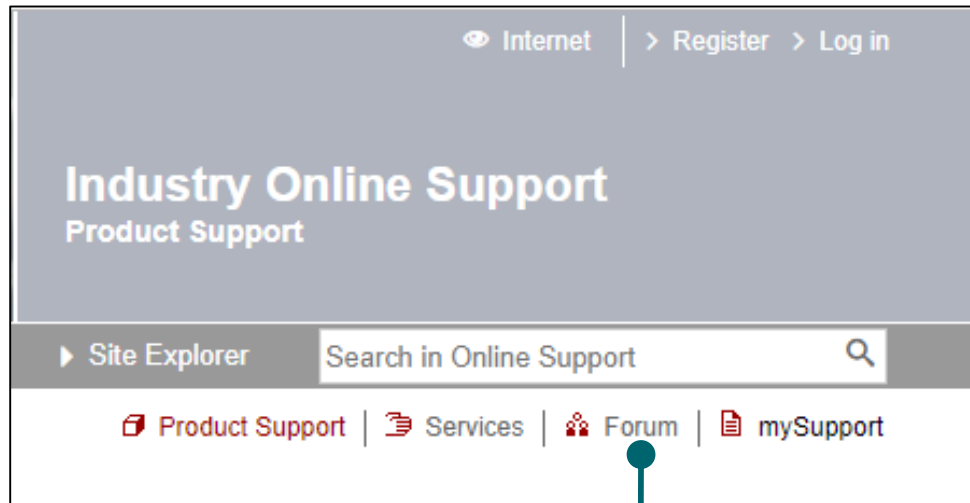 Internet > Register > Log in
Industry Online Support
Product Support
Site Explorer Search in Online Support
Product Support | Services | Forum | mySupport